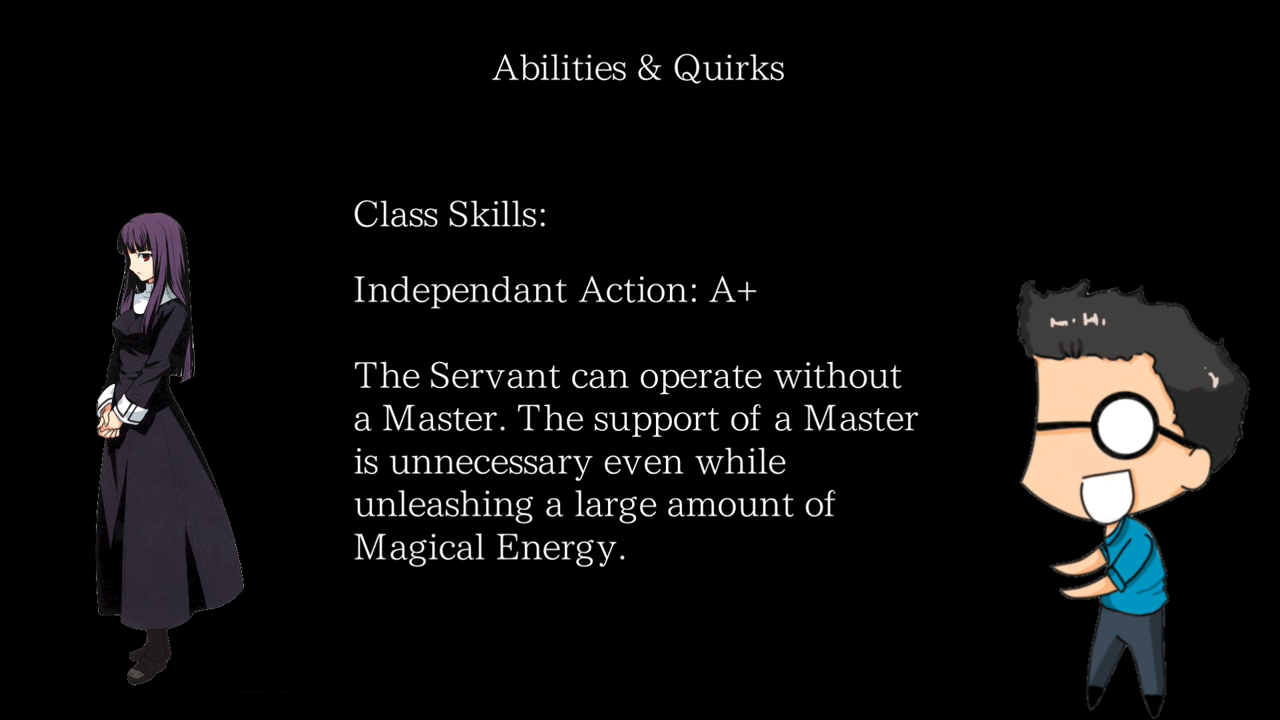 Abilities & Quirks
Class Skills:
Independant Action: A+
The Servant can operate without
a Master. The support of a Master
is unnecessary even while
unleashing a large amount of
Magical Energy.